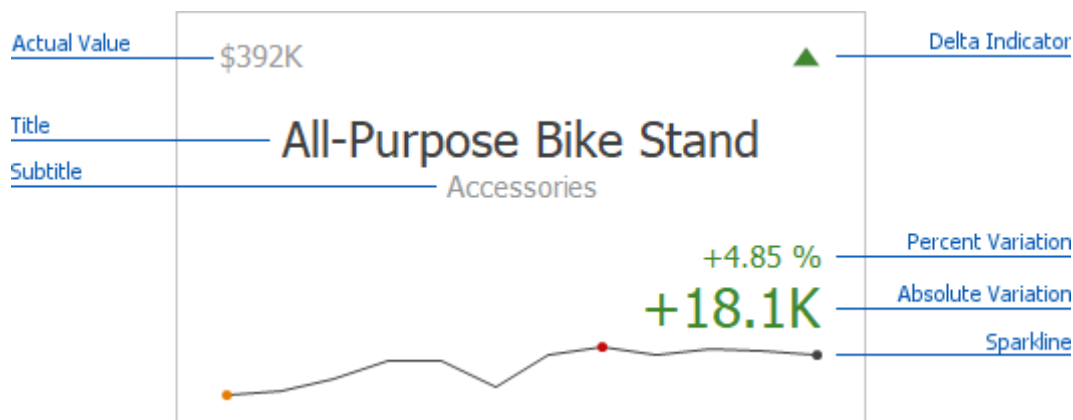 Actual Value
$392K
Delta Indicator
Title
All-Purpose Bike Stand
Subtitle
Accessories
+4.85 %
Percent Variation
+18.1K
Absolute Variation
Sparkline